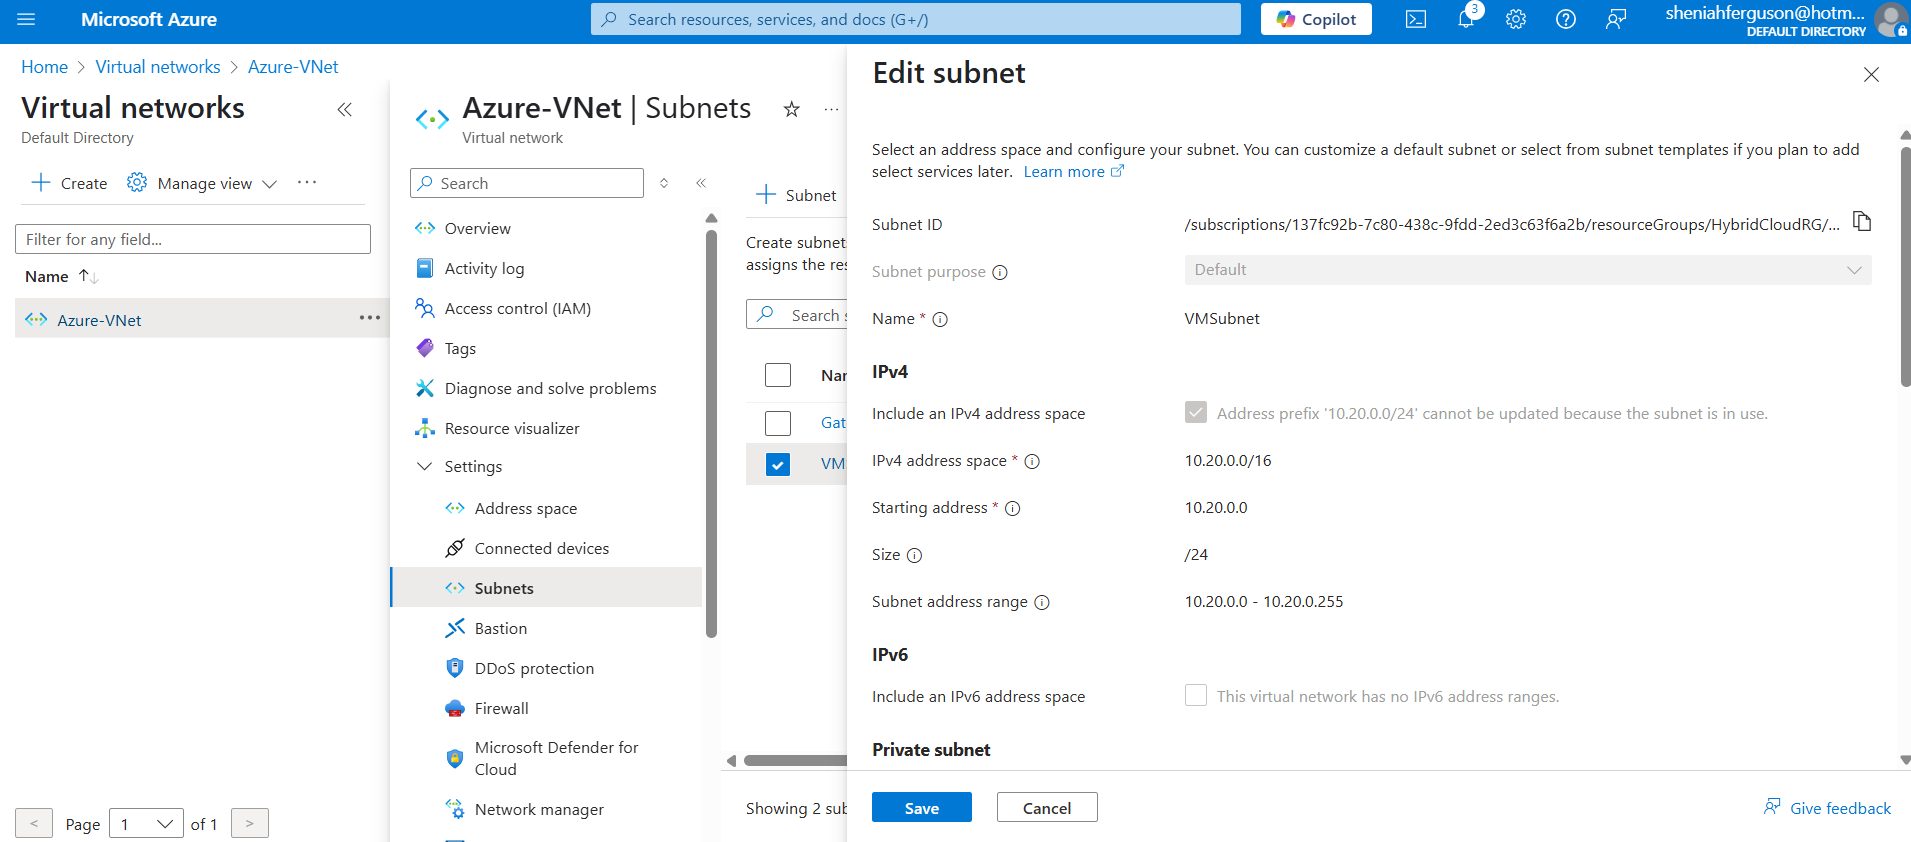 Microsoft Azure
Search resources, services, and docs (G+/)
Copilot
3
sheniahferguson@hotm...
DEFAULT DIRECTORY
Home > Virtual networks > Azure-VNet
Virtual networks
Default Directory
Create
Manage view
Filter for any field...
Name
Azure-VNet
Page 1 of 1
Azure-VNet | Subnets
Virtual network
Search
Overview
Activity log
Access control (IAM)
Tags
Diagnose and solve problems
Resource visualizer
Settings
Address space
Connected devices
Subnets
Bastion
DDoS protection
Firewall
Microsoft Defender for
Cloud
Network manager
Subnet
Create subnet
assigns the re
Search s
Nar
Gat
VM
Showing 2 sub
Edit subnet
Select an address space and configure your subnet. You can customize a default subnet or select from subnet templates if you plan to add
select services later. Learn more
Subnet ID
/subscriptions/137fc92b-7c80-438c-9fdd-2ed3c63f6a2b/resourceGroups/HybridCloudRG/...
Subnet purpose
Default
Name *
VMSubnet
IPv4
Include an IPv4 address space
Address prefix '10.20.0.0/24' cannot be updated because the subnet is in use.
IPv4 address space *
10.20.0.0/16
Starting address *
10.20.0.0
Size
/24
Subnet address range
10.20.0.0 - 10.20.0.255
IPv6
Include an IPv6 address space
This virtual network has no IPv6 address ranges.
Private subnet
Save
Cancel
Give feedback